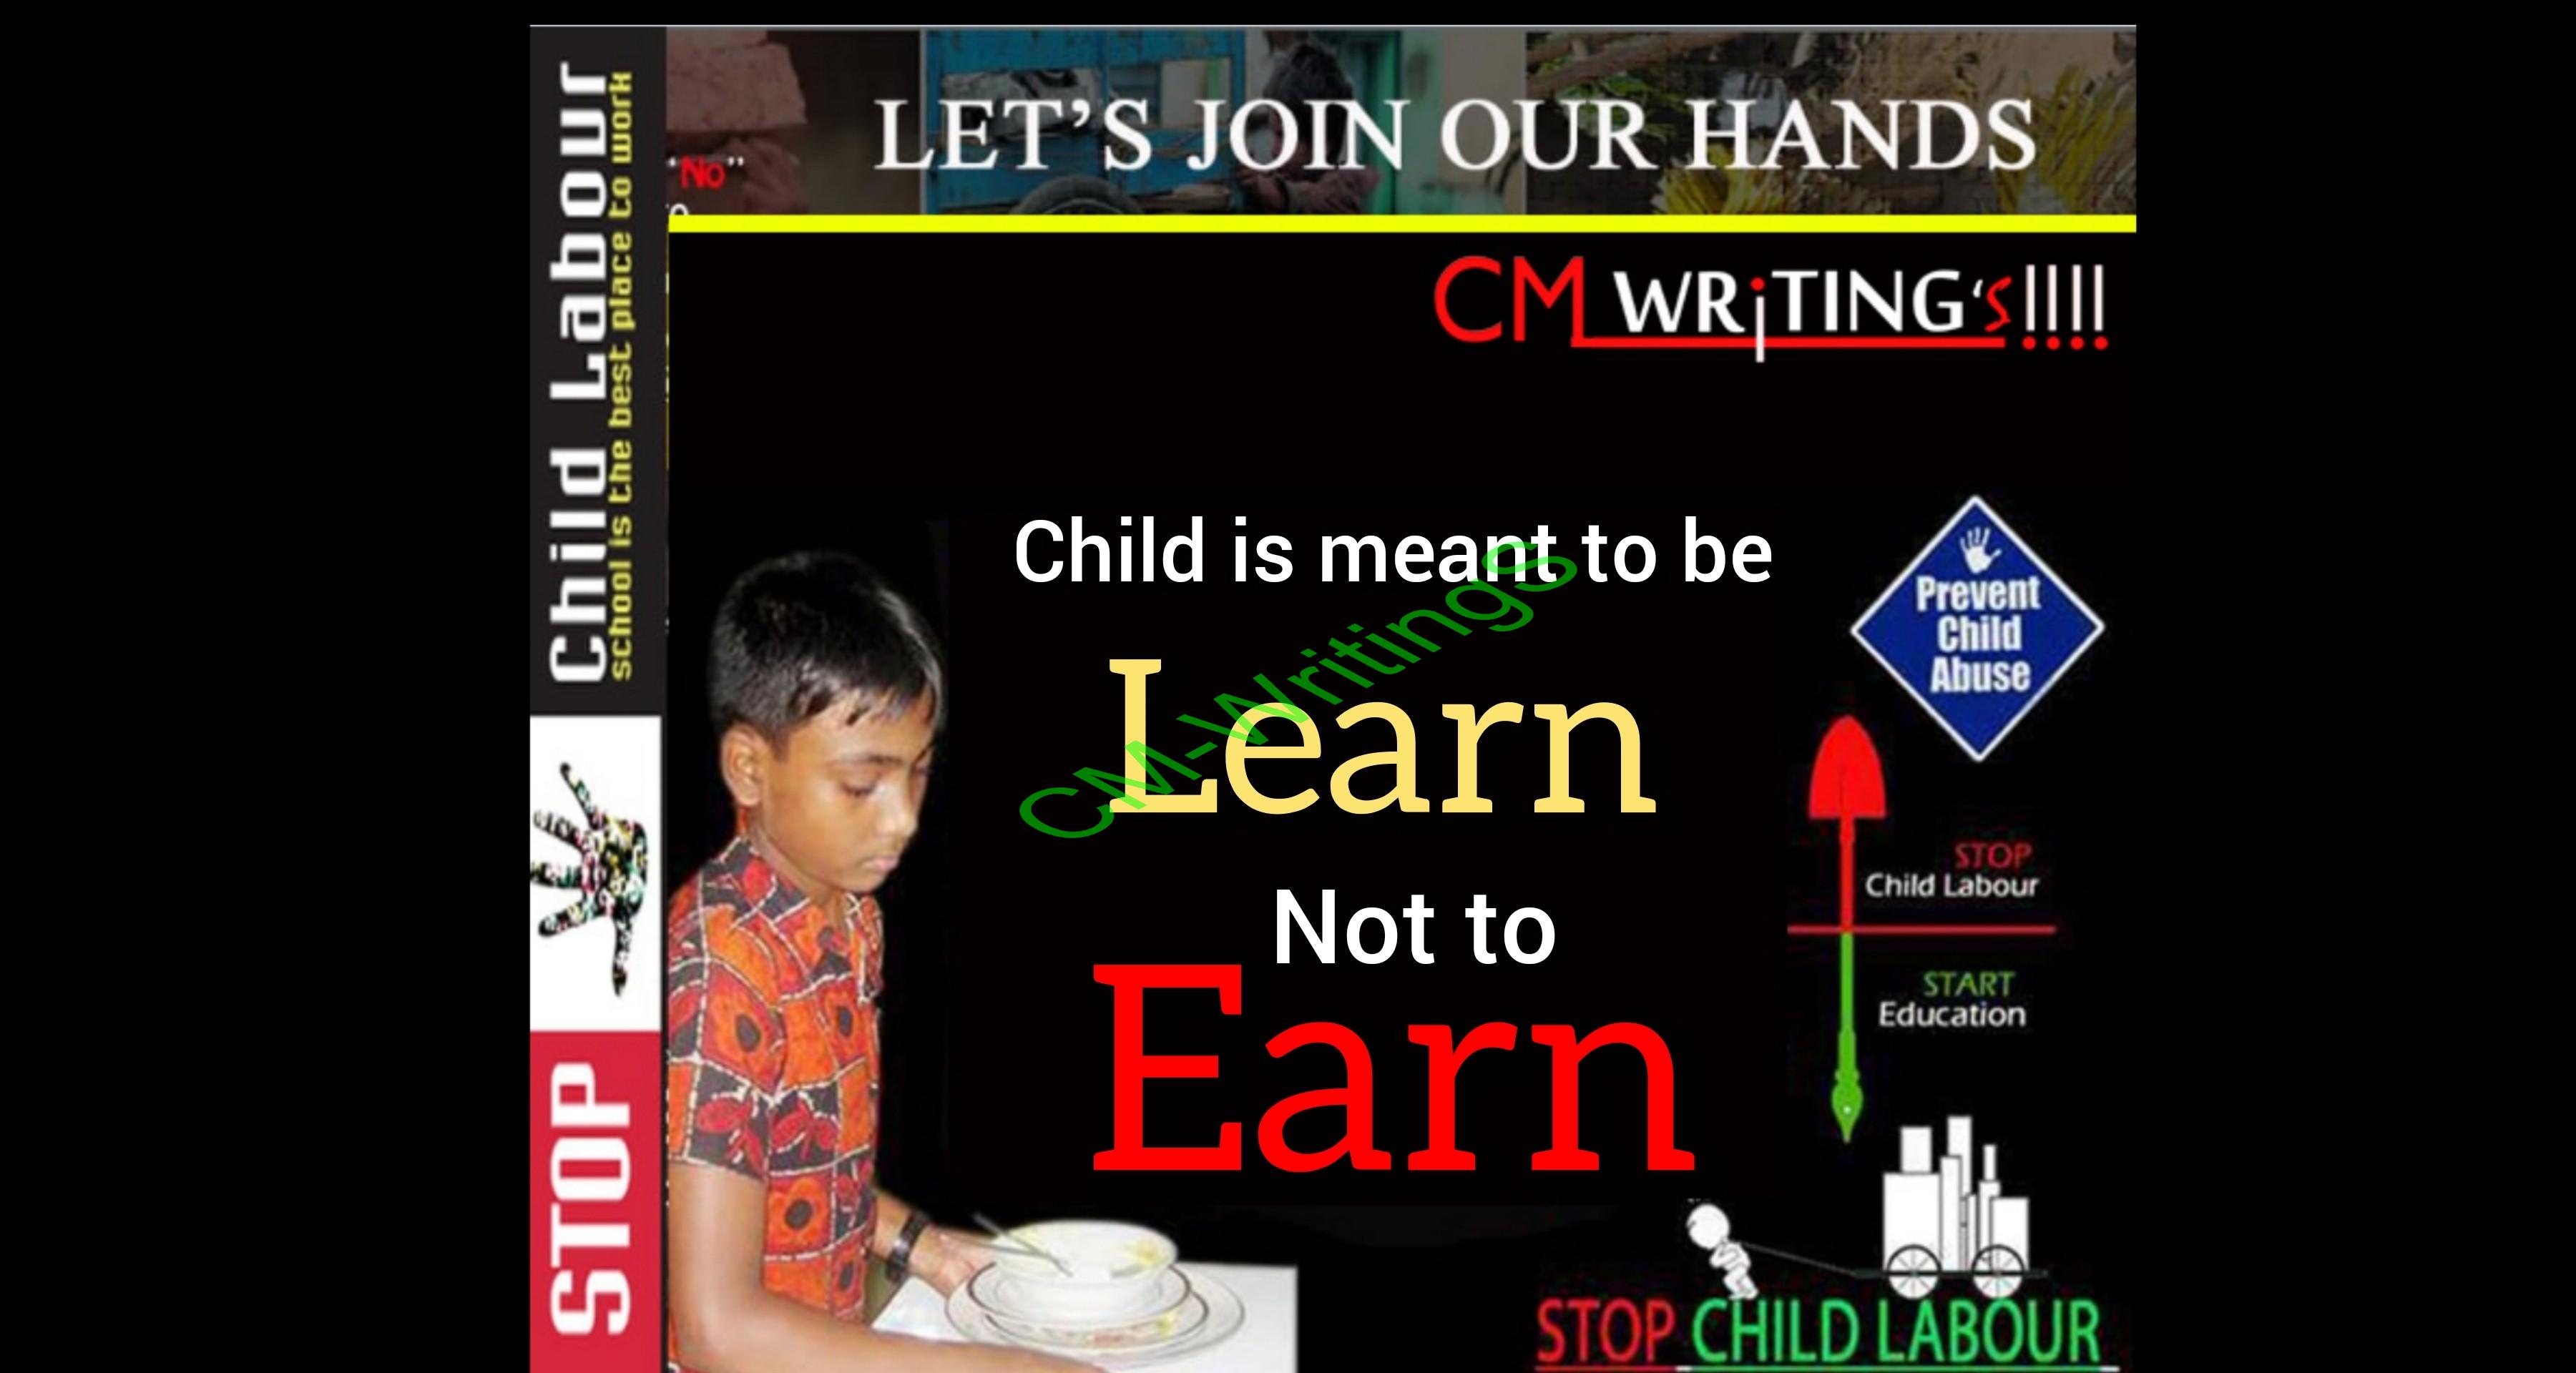 STOP Child Labour
school is the best place to work
"No"
LET'S JOIN OUR HANDS
CM WRiTING'S!!!!
Child is meant to be
Learn
Not to
Earn
CM-Writings
Prevent
Child
Abuse
STOP
Child Labour
START
Education
STOP CHILD LABOUR